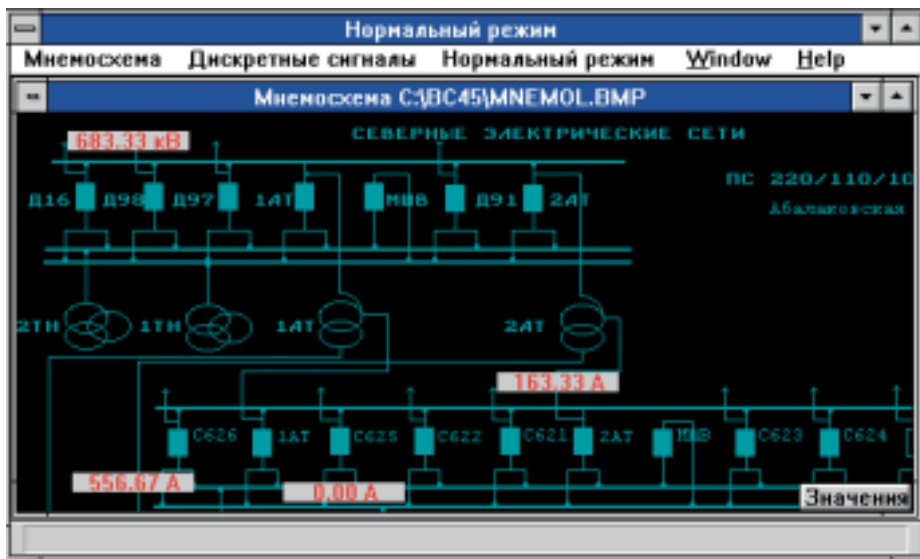 Нормальный режим
Мнемосхема Дискретные сигналы Нормальный режим Window Help
Мнемосхема C:\BC45\MNEMOL.BMP
683.33 кВ СЕВЕРНЫЕ ЭЛЕКТРИЧЕСКИЕ СЕТИ
ПС 220/110/10
Д16 Д98 Д97 1АТ МШВ Д91 2АТ
Абалаковская
2ТН 1ТН 1АТ 2АТ
163.33 А
С626 1АТ С625 С622 С621 2АТ МШВ С623 С624
556.67 А 0.00 А
Значения